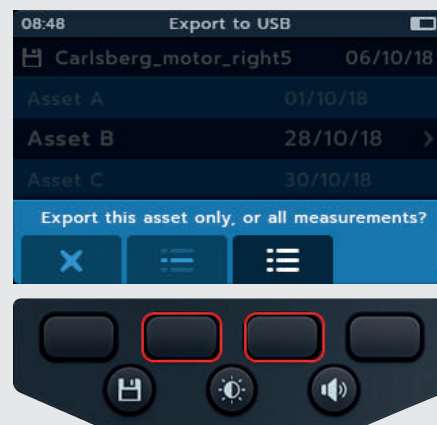 08:48 Export to USB
Carlsberg_motor_right5 06/10/18
Asset A 01/10/18
Asset B 28/10/18
Asset C 30/10/18
Export this asset only, or all measurements?